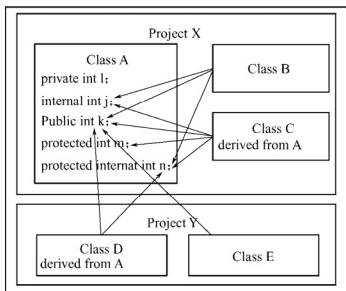 Project X
Class A
private int l;
internal int j;
Public int k;
protected int m;
protected internat int n;
Class B
Class C
derived from A
Project Y
Class D
derived from A
Class E